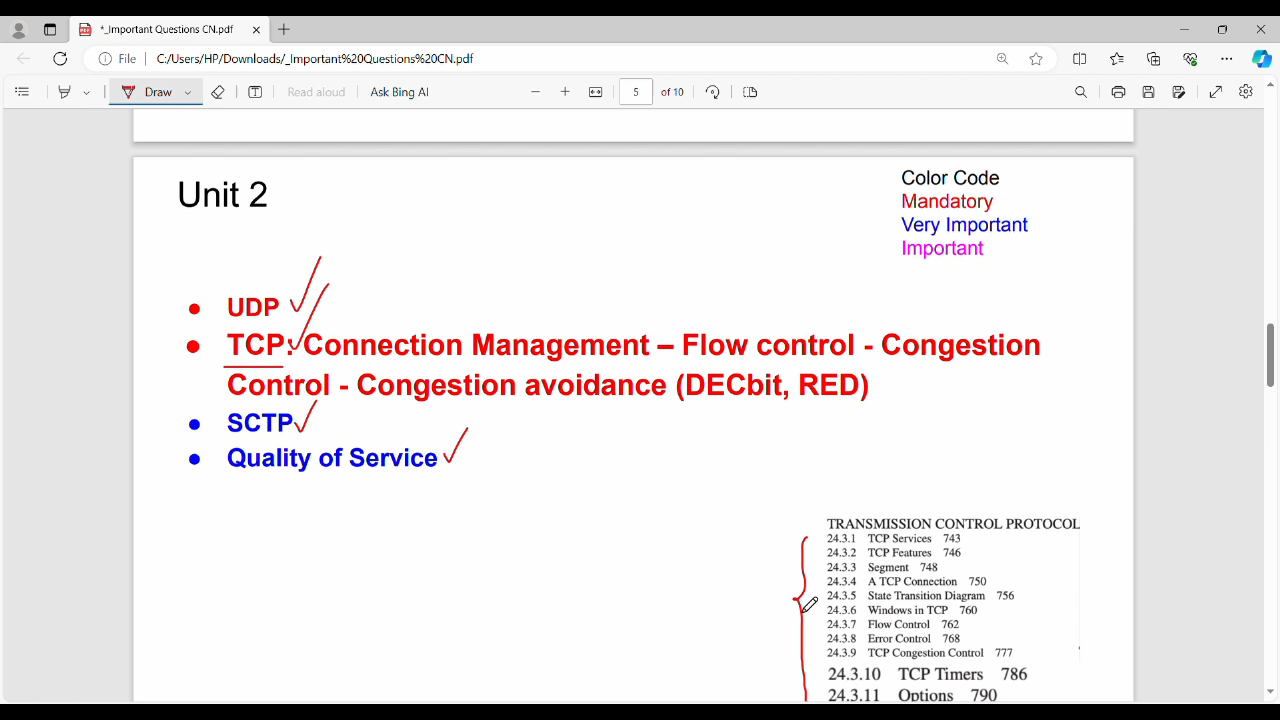 *_Important Questions CN.pdf
File
C:/Users/HP/Downloads/_Important%20Questions%20CN.pdf
Draw
Read aloud
Ask Bing AI
5
of 10
Unit 2
Color Code
Mandatory
Very Important
Important
UDP
TCP: Connection Management – Flow control - Congestion
Control - Congestion avoidance (DECbit, RED)
SCTP
Quality of Service
TRANSMISSION CONTROL PROTOCOL
24.3.1 TCP Services 743
24.3.2 TCP Features 746
24.3.3 Segment 748
24.3.4 A TCP Connection 750
24.3.5 State Transition Diagram 756
24.3.6 Windows in TCP 760
24.3.7 Flow Control 762
24.3.8 Error Control 768
24.3.9 TCP Congestion Control 777
24.3.10 TCP Timers 786
24.3.11 Options 790